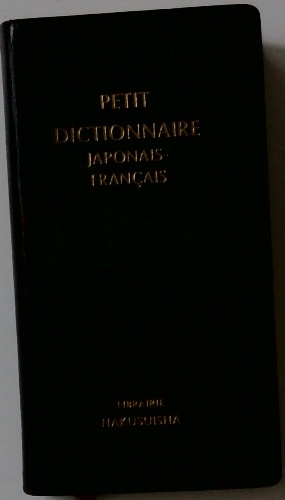 PETIT
DICTIONNAIRE
JAPONAIS-
FRANÇAIS
LIBRAIRIE
HAKUSUISHA